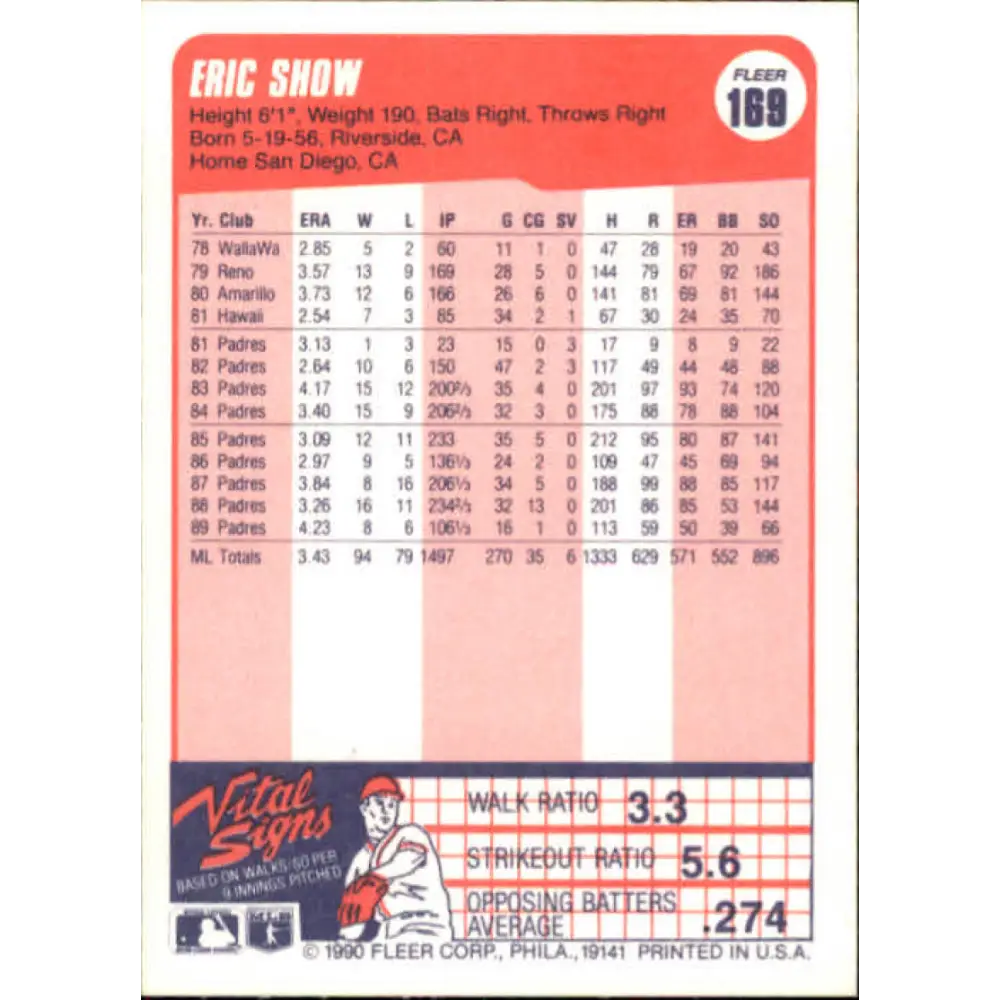 ERIC SHOW
FLEER
169
Height 6'1", Weight 190, Bats Right, Throws Right
Born 5-19-56, Riverside, CA
Home San Diego, CA
Yr. Club ERA W L IP G CG SV H R ER BB SO
78 WallaWa 2.85 5 2 60 11 1 0 47 28 19 20 43
79 Reno 3.57 13 9 169 28 5 0 144 79 67 92 186
80 Amarillo 3.73 12 6 166 26 6 0 141 81 69 81 144
81 Hawaii 2.54 7 3 85 34 2 1 67 30 24 35 70
81 Padres 3.13 1 3 23 15 0 3 17 9 8 9 22
82 Padres 2.64 10 6 150 47 2 3 117 49 44 48 88
83 Padres 4.17 15 12 200⅔ 35 4 0 201 97 93 74 120
84 Padres 3.40 15 9 206⅔ 32 3 0 175 88 78 88 104
85 Padres 3.09 12 11 233 35 5 0 212 95 80 87 141
86 Padres 2.97 9 5 136⅓ 24 2 0 109 47 45 69 94
87 Padres 3.84 8 16 206⅓ 34 5 0 188 99 88 85 117
88 Padres 3.26 16 11 234⅔ 32 13 0 201 86 85 53 144
89 Padres 4.23 8 6 106⅓ 16 1 0 113 59 50 39 66
ML Totals 3.43 94 79 1497 270 35 6 1333 629 571 552 896
Vital
Signs
BASED ON WALKS/SO PER
9 INNINGS PITCHED
WALK RATIO 3.3
STRIKEOUT RATIO 5.6
OPPOSING BATTERS
AVERAGE .274
© 1990 FLEER CORP., PHILA., 19141 PRINTED IN U.S.A.